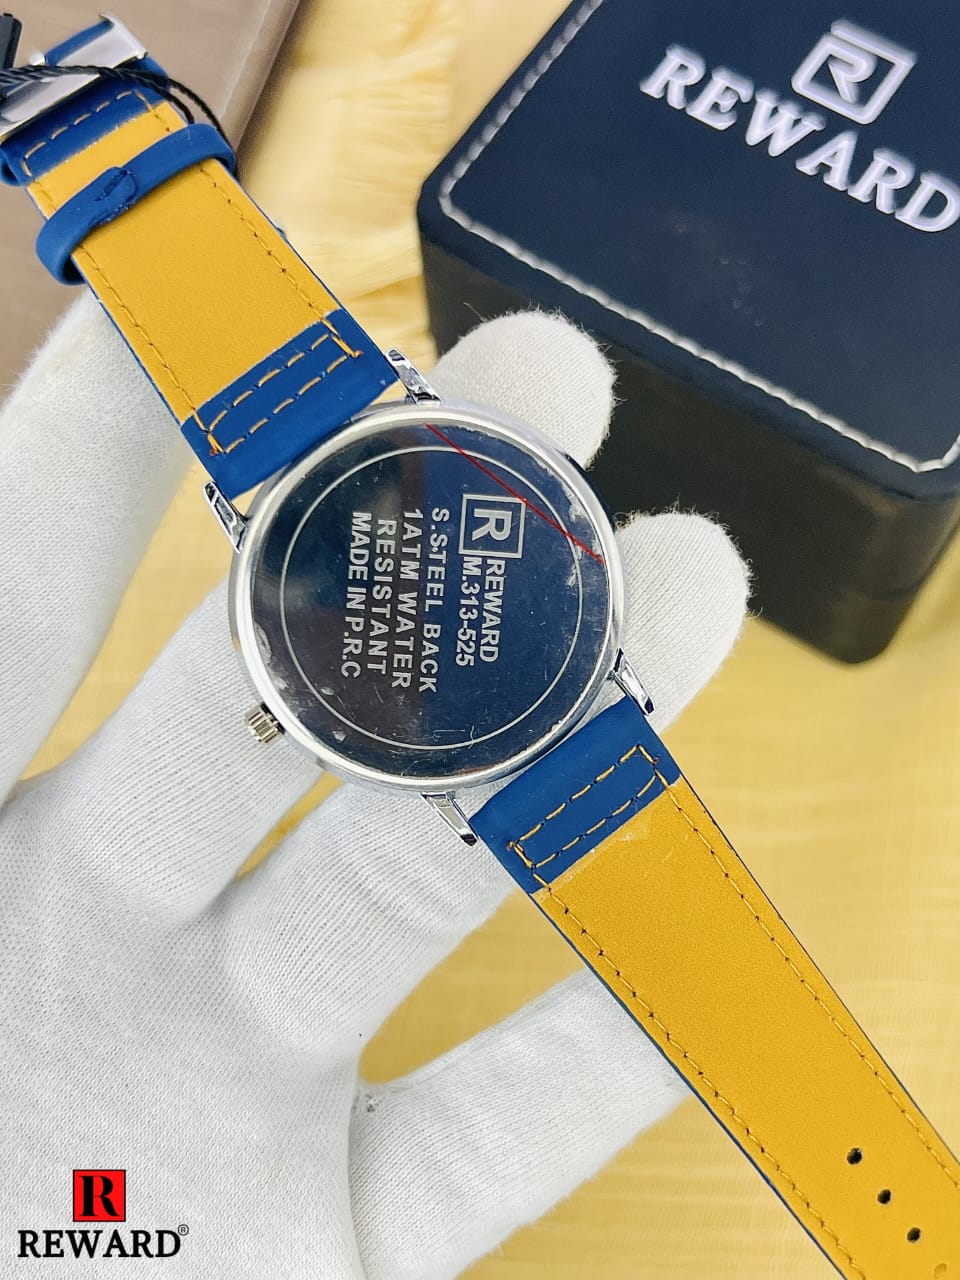 R
REWARD
R
REWARD
M.313-525
S.STEEL BACK
1ATM WATER
RESISTANT
MADE IN P.R.C
R
REWARD®